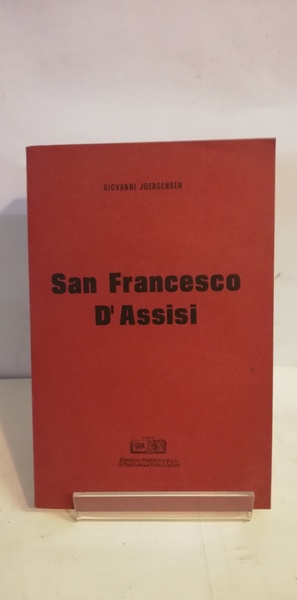 GIOVANNI JOERGENSEN
San Francesco
D'Assisi